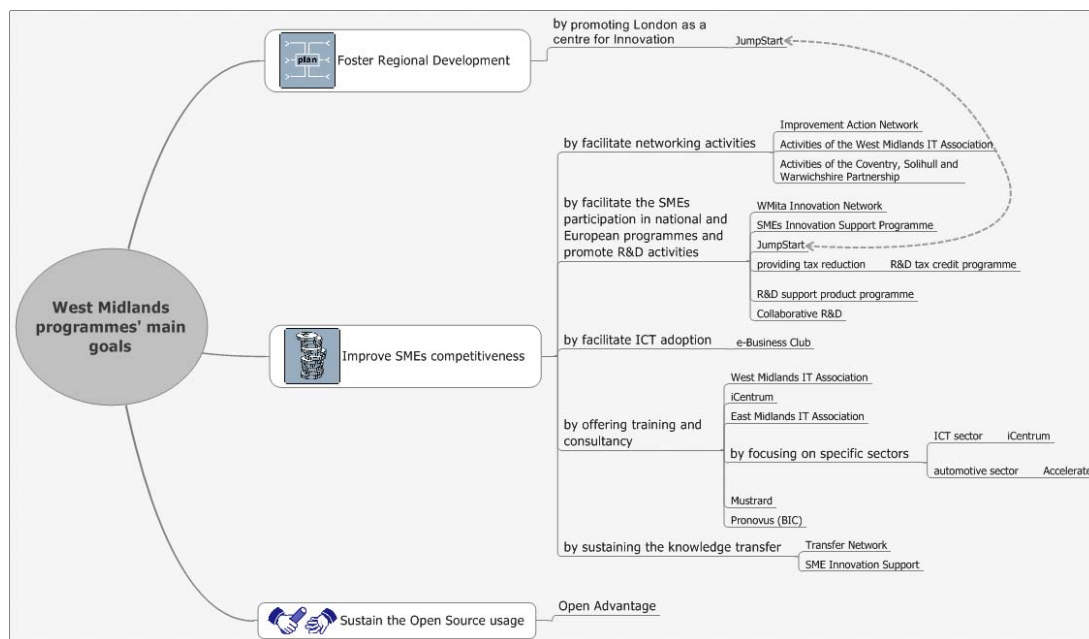 by promoting London as a
centre for Innovation
JumpStart
plan
Foster Regional Development
Improvement Action Network
by facilitate networking activities
Activities of the West Midlands IT Association
Activities of the Coventry, Solihull and
Warwichshire Partnership
by facilitate the SMEs
participation in national and
European programmes and
promote R&D activities
WMita Innovation Network
SMEs Innovation Support Programme
JumpStart
providing tax reduction
R&D tax credit programme
R&D support product programme
Collaborative R&D
West Midlands
programmes' main
goals
Improve SMEs competitiveness
by facilitate ICT adoption
e-Business Club
by offering training and
consultancy
West Midlands IT Association
iCentrum
East Midlands IT Association
by focusing on specific sectors
ICT sector
iCentrum
automotive sector
Accelerate
Mustrard
Pronovus (BIC)
by sustaining the knowledge transfer
Transfer Network
SME Innovation Support
Sustain the Open Source usage
Open Advantage